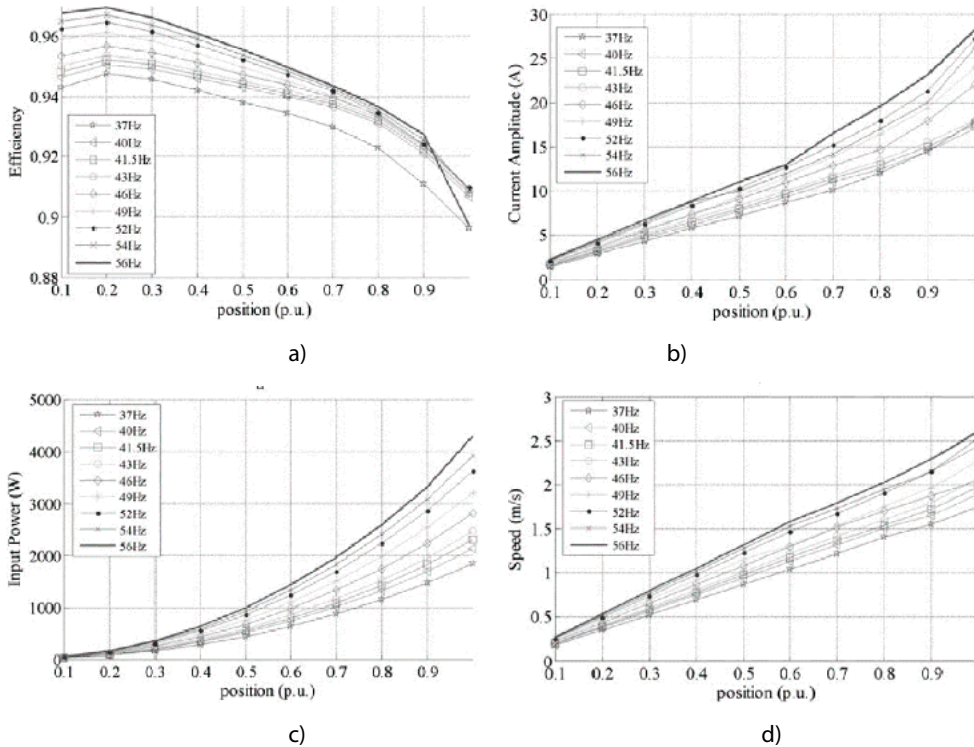 0.96
0.94
0.92
0.9
0.88
Efficiency
37Hz
40Hz
41.5Hz
43Hz
46Hz
49Hz
52Hz
54Hz
56Hz
0.1 0.2 0.3 0.4 0.5 0.6 0.7 0.8 0.9
position (p.u.)
a)
30
25
20
15
10
5
0
Current Amplitude (A)
37Hz
40Hz
41.5Hz
43Hz
46Hz
49Hz
52Hz
54Hz
56Hz
0.1 0.2 0.3 0.4 0.5 0.6 0.7 0.8 0.9
position (p.u.)
b)
5000
4000
3000
2000
1000
0
Input Power (W)
37Hz
40Hz
41.5Hz
43Hz
46Hz
49Hz
52Hz
54Hz
56Hz
0.1 0.2 0.3 0.4 0.5 0.6 0.7 0.8 0.9
position (p.u.)
c)
3
2.5
2
1.5
1
0.5
0
Speed (m/s)
37Hz
40Hz
41.5Hz
43Hz
46Hz
49Hz
52Hz
54Hz
56Hz
0.1 0.2 0.3 0.4 0.5 0.6 0.7 0.8 0.9
position (p.u.)
d)